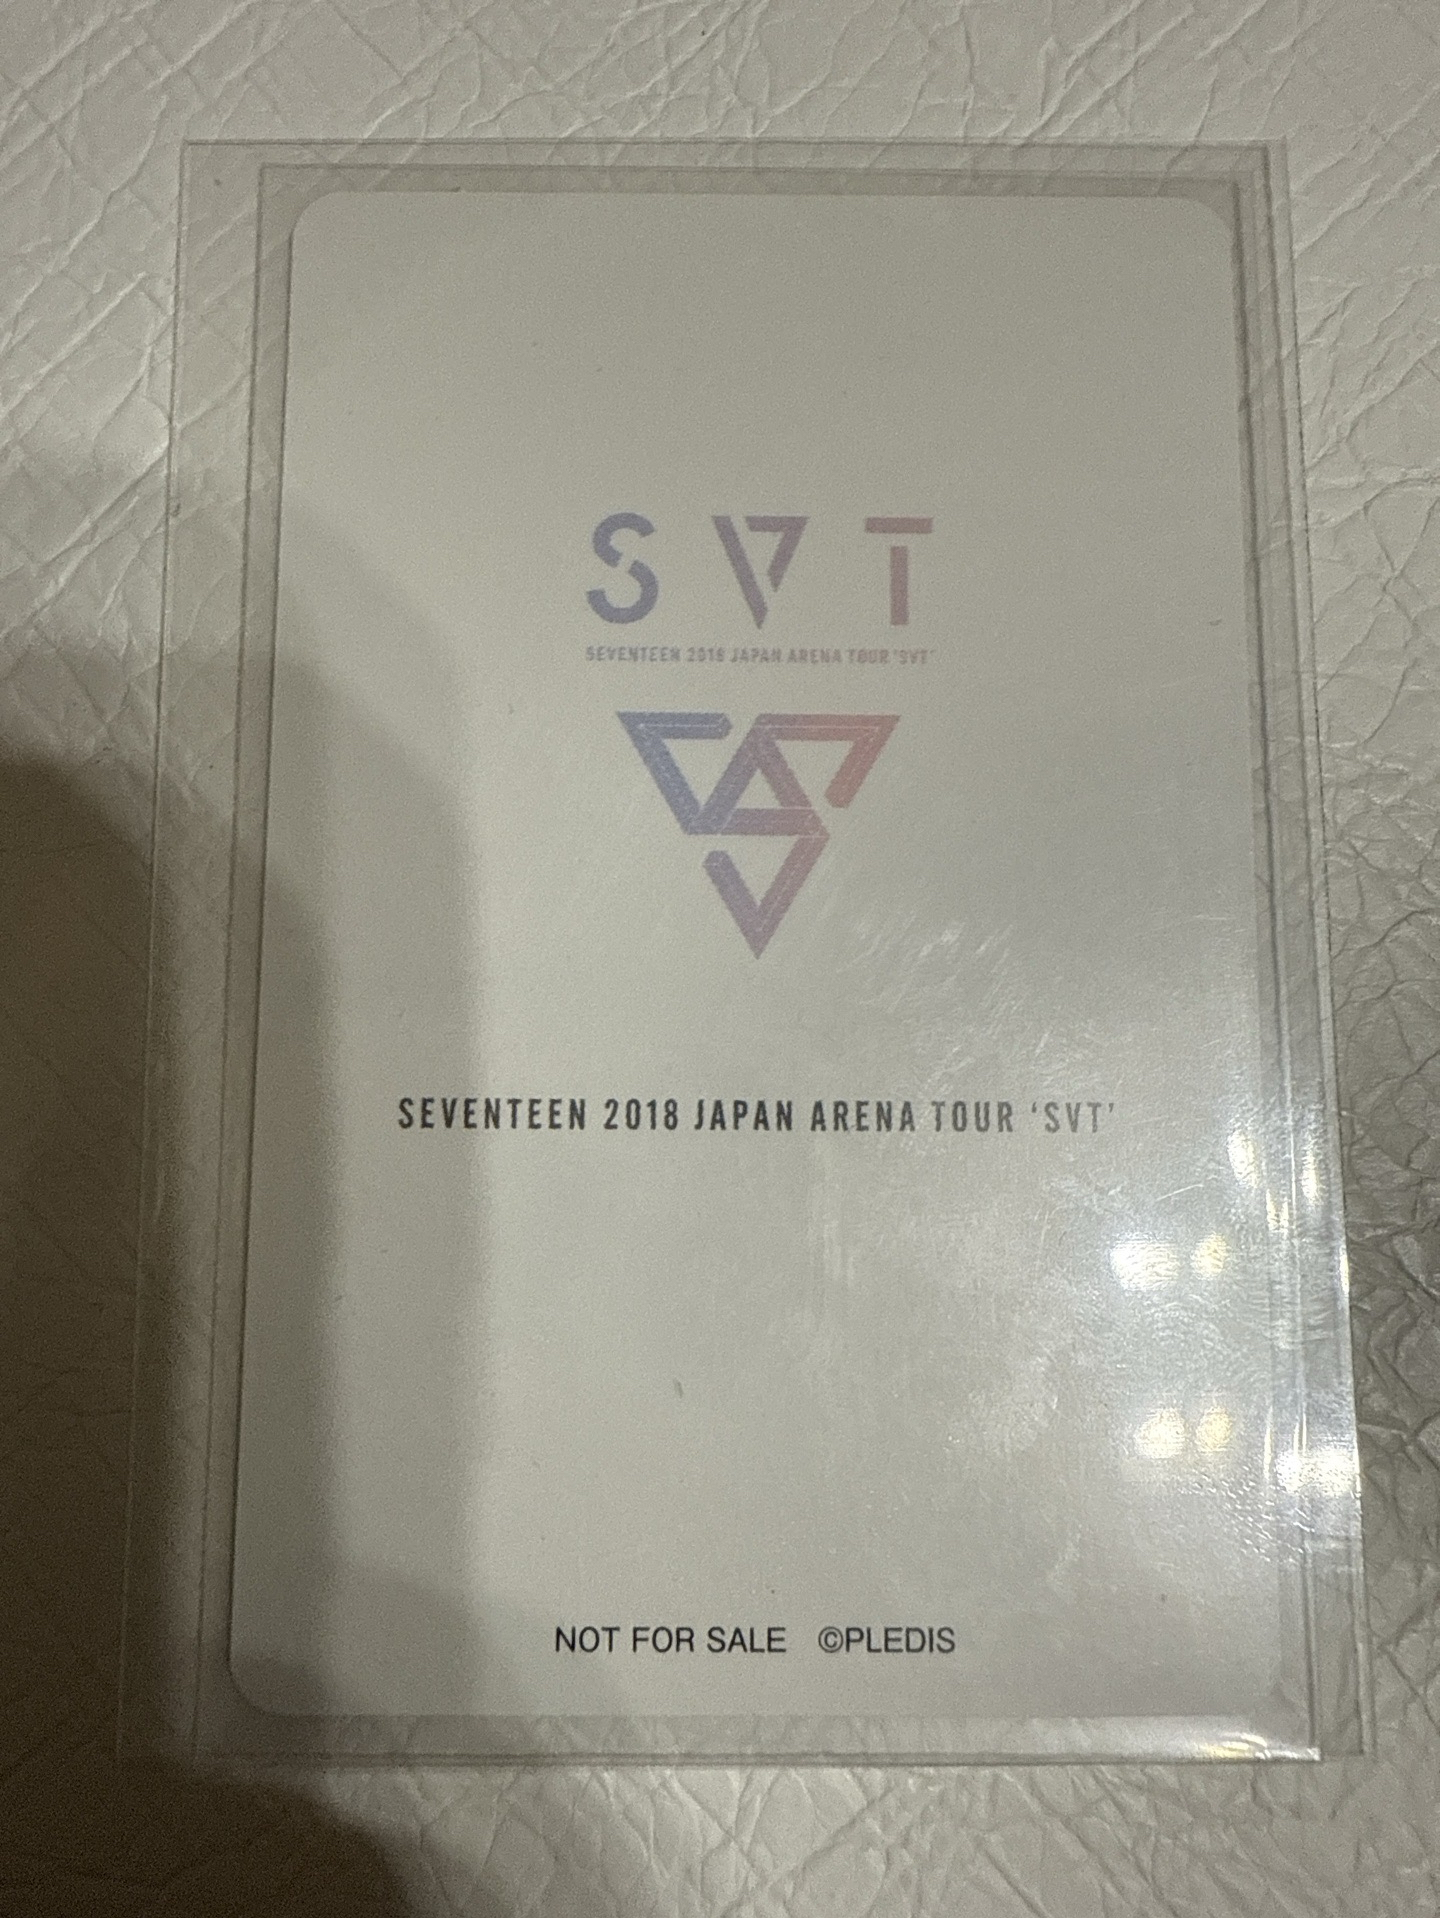 SVT
SEVENTEEN 2018 JAPAN ARENA TOUR 'SVT'
SEVENTEEN 2018 JAPAN ARENA TOUR ‘SVT’
NOT FOR SALE ©PLEDIS